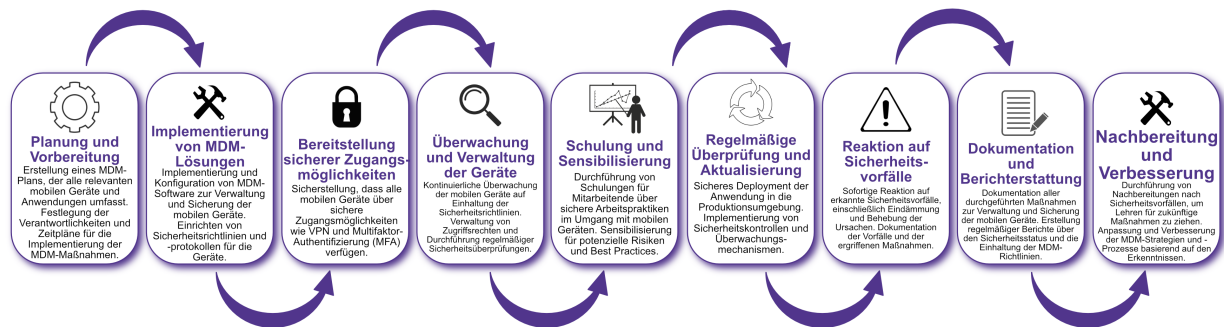 Planung und
Vorbereitung
Erstellung eines MDM-
Plans, der alle relevanten
mobilen Geräte und
Anwendungen umfasst.
Festlegung der
Verantwortlichkeiten und
Zeitpläne für die
Implementierung der
MDM-Maßnahmen.
Implementierung
von MDM-
Lösungen
Implementierung und
Konfiguration von MDM-
Software zur Verwaltung
und Sicherung der
mobilen Geräte.
Einrichten von
Sicherheitsrichtlinien und
-protokollen für die
Geräte.
Bereitstellung
sicherer Zugangs-
möglichkeiten
Sicherstellung, dass alle
mobilen Geräte über
sichere
Zugangsmöglichkeiten
wie VPN und Multifaktor-
Authentifizierung (MFA)
verfügen.
Überwachung
und Verwaltung
der Geräte
Kontinuierliche Überwachung
der mobilen Geräte auf
Einhaltung der
Sicherheitsrichtlinien.
Verwaltung von
Zugriffsrechten und
Durchführung regelmäßiger
Sicherheitsüberprüfungen.
Schulung und
Sensibilisierung
Durchführung von
Schulungen für
Mitarbeitende über
sichere Arbeitspraktiken
im Umgang mit mobilen
Geräten. Sensibilisierung
für potenzielle Risiken
und Best Practices.
Regelmäßige
Überprüfung und
Aktualisierung
Sicheres Deployment der
Anwendung in die
Produktionsumgebung.
Implementierung von
Sicherheitskontrollen und
Überwachungs-
mechanismen.
Reaktion auf
Sicherheits-
vorfälle
Sofortige Reaktion auf
erkannte Sicherheitsvorfälle,
einschließlich Eindämmung
und Behebung der
Ursachen. Dokumentation
der Vorfälle und der
ergriffenen Maßnahmen.
Dokumentation
und
Berichterstattung
Dokumentation aller
durchgeführten Maßnahmen
zur Verwaltung und Sicherung
der mobilen Geräte. Erstellung
regelmäßiger Berichte über
den Sicherheitsstatus und die
Einhaltung der MDM-
Richtlinien.
Nachbereitung
und
Verbesserung
Durchführung von
Nachbereitungen nach
Sicherheitsvorfällen, um
Lehren für zukünftige
Maßnahmen zu ziehen.
Anpassung und Verbesserung
der MDM-Strategien und -
Prozesse basierend auf den
Erkenntnissen.